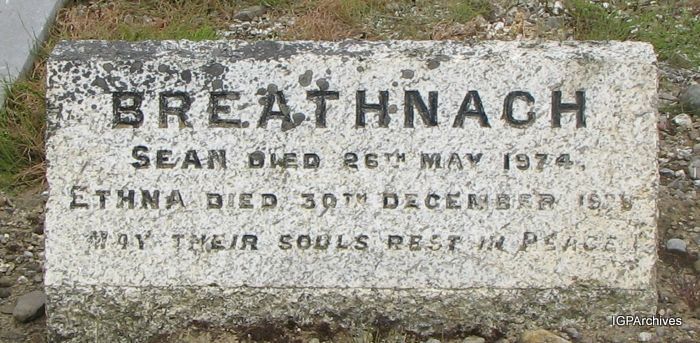 BREATHNACH
SEAN DIED 26TH MAY 1974.
ETHNA DIED 30TH DECEMBER
MAY THEIR SOULS REST IN PEACE
IGPArchives